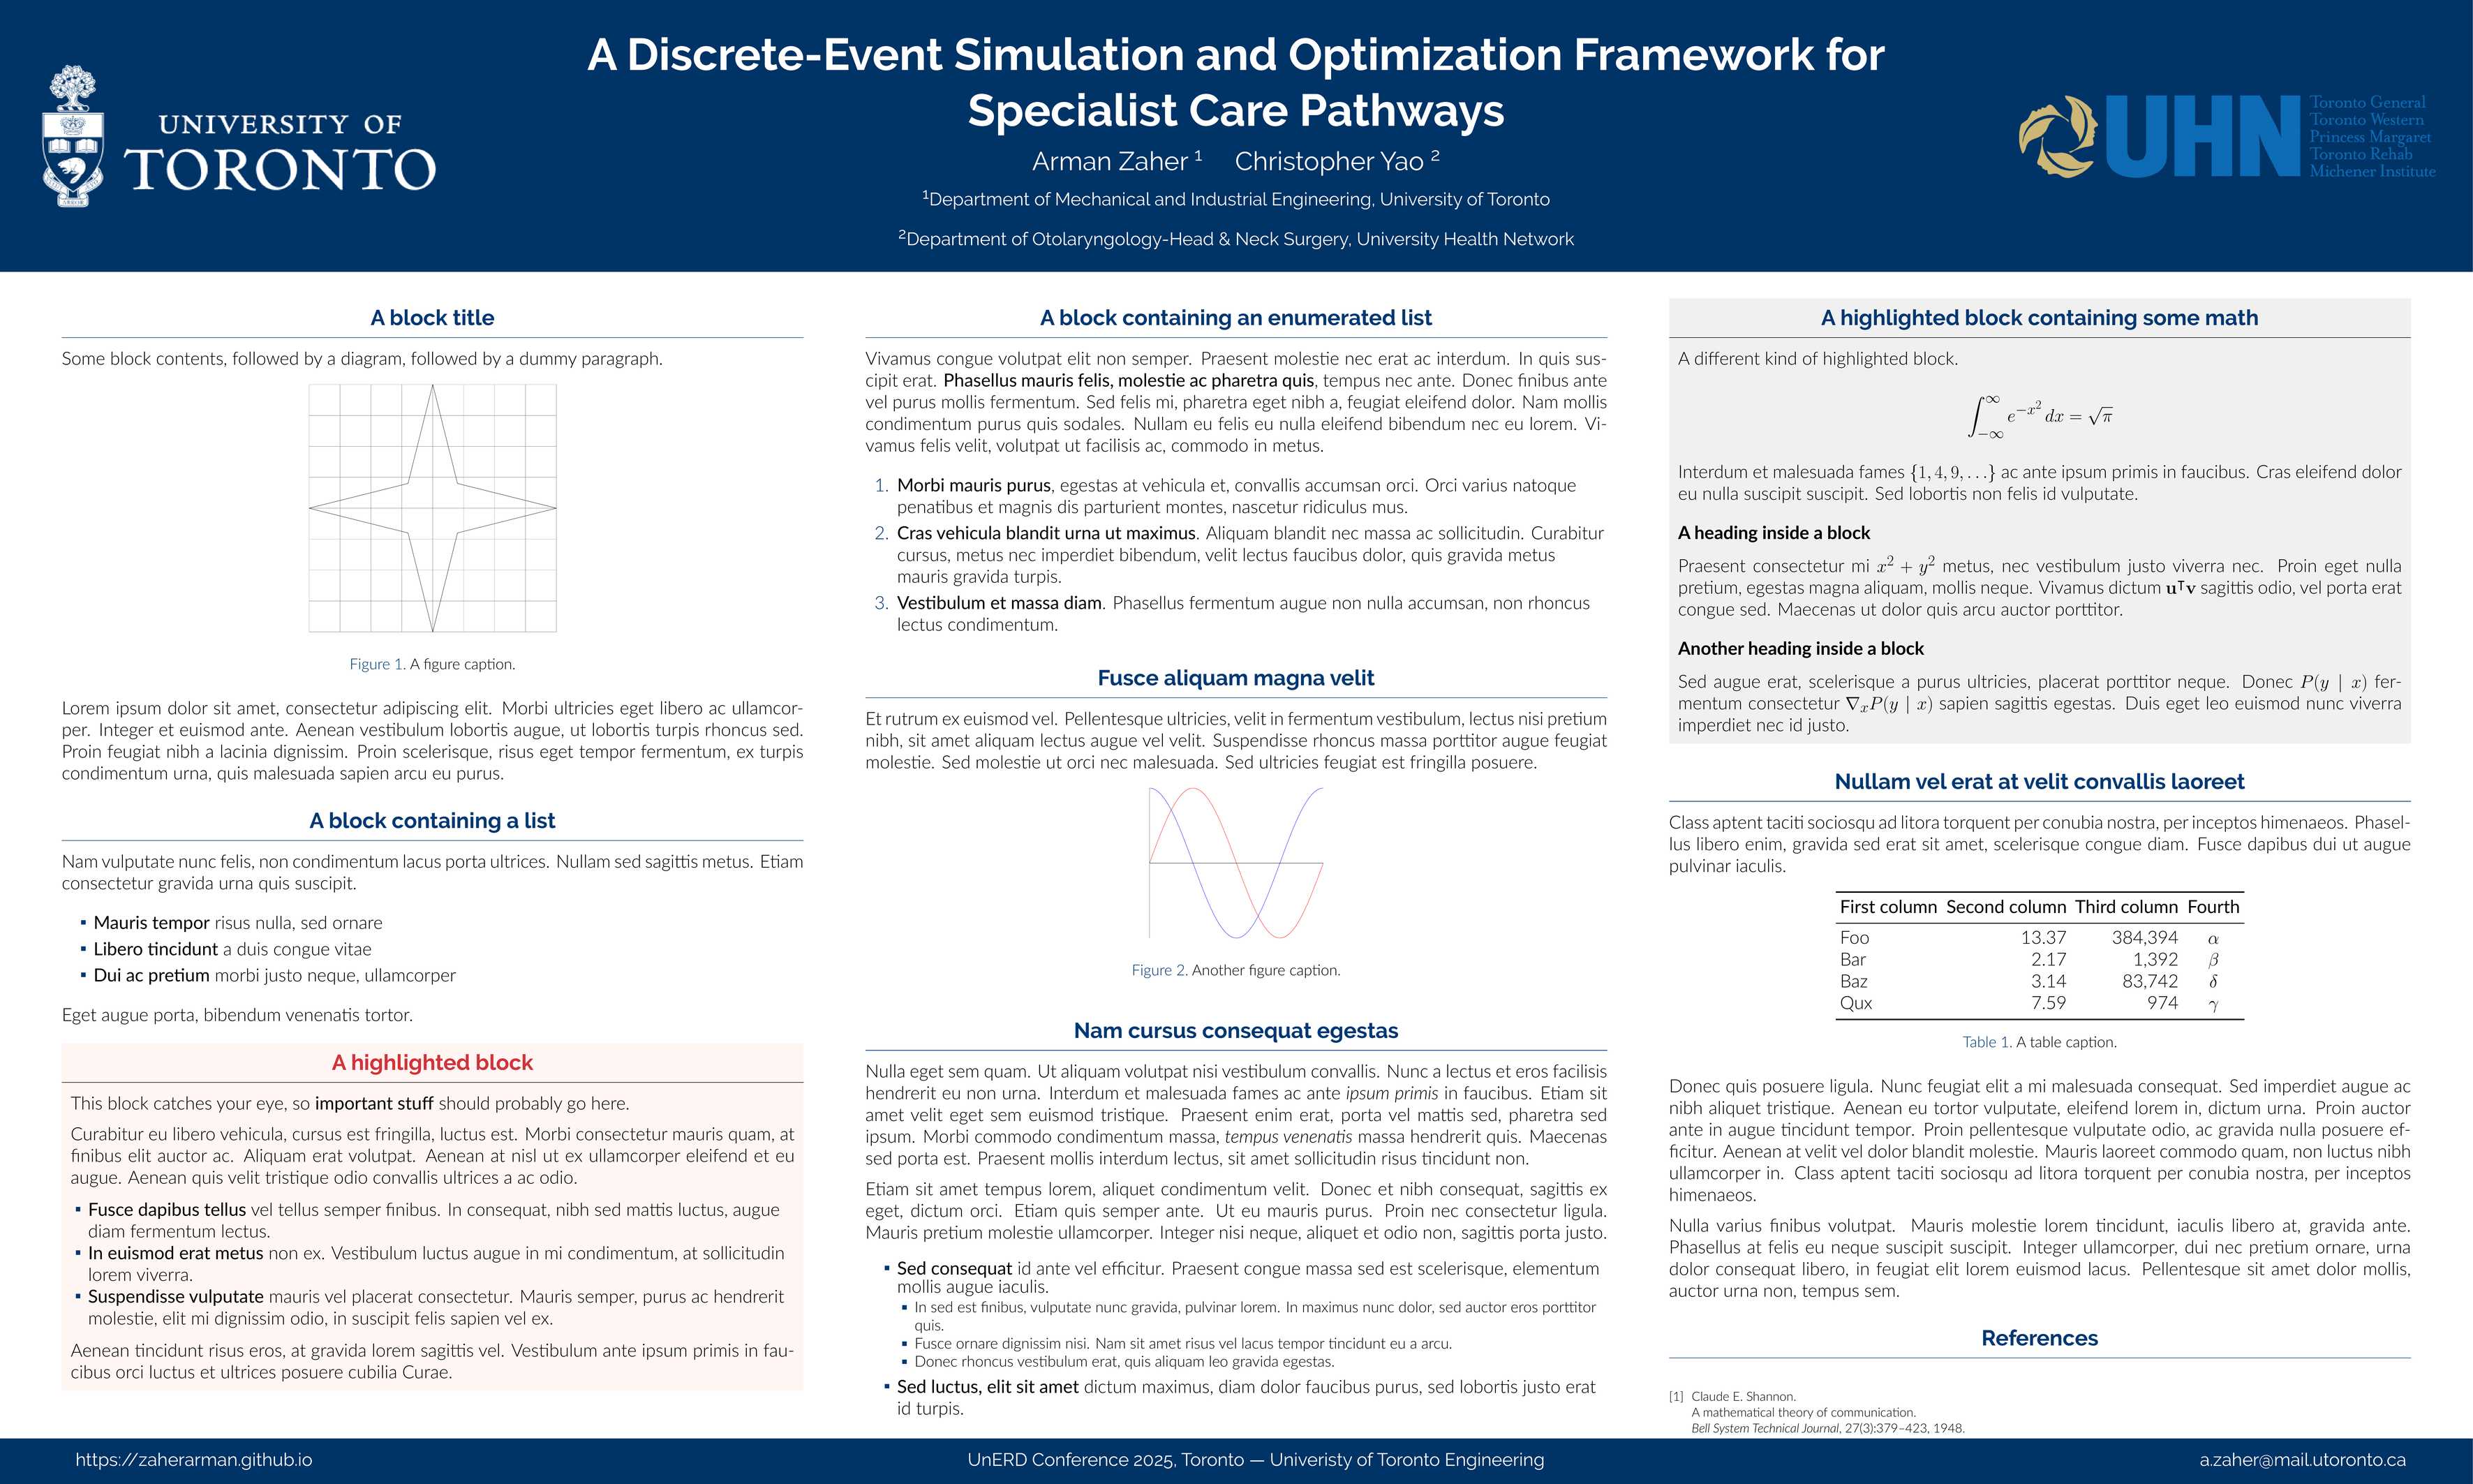 A Discrete-Event Simulation and Optimization Framework for
Specialist Care Pathways
UNIVERSITY OF
TORONTO
Arman Zaher ¹ Christopher Yao ²
¹Department of Mechanical and Industrial Engineering, University of Toronto
²Department of Otolaryngology-Head & Neck Surgery, University Health Network
UHN
Toronto General
Toronto Western
Princess Margaret
Toronto Rehab
Michener Institute
A block title
Some block contents, followed by a diagram, followed by a dummy paragraph.
Figure 1. A figure caption.
Lorem ipsum dolor sit amet, consectetur adipiscing elit. Morbi ultricies eget libero ac ullamcor-
per. Integer et euismod ante. Aenean vestibulum lobortis augue, ut lobortis turpis rhoncus sed.
Proin feugiat nibh a lacinia dignissim. Proin scelerisque, risus eget tempor fermentum, ex turpis
condimentum urna, quis malesuada sapien arcu eu purus.
A block containing a list
Nam vulputate nunc felis, non condimentum lacus porta ultrices. Nullam sed sagittis metus. Etiam
consectetur gravida urna quis suscipit.
▪ Mauris tempor risus nulla, sed ornare
▪ Libero tincidunt a duis congue vitae
▪ Dui ac pretium morbi justo neque, ullamcorper
Eget augue porta, bibendum venenatis tortor.
A highlighted block
This block catches your eye, so important stuff should probably go here.
Curabitur eu libero vehicula, cursus est fringilla, luctus est. Morbi consectetur mauris quam, at
finibus elit auctor ac. Aliquam erat volutpat. Aenean at nisl ut ex ullamcorper eleifend et eu
augue. Aenean quis velit tristique odio convallis ultrices a ac odio.
▪ Fusce dapibus tellus vel tellus semper finibus. In consequat, nibh sed mattis luctus, augue
diam fermentum lectus.
▪ In euismod erat metus non ex. Vestibulum luctus augue in mi condimentum, at sollicitudin
lorem viverra.
▪ Suspendisse vulputate mauris vel placerat consectetur. Mauris semper, purus ac hendrerit
molestie, elit mi dignissim odio, in suscipit felis sapien vel ex.
Aenean tincidunt risus eros, at gravida lorem sagittis vel. Vestibulum ante ipsum primis in fau-
cibus orci luctus et ultrices posuere cubilia Curae.
A block containing an enumerated list
Vivamus congue volutpat elit non semper. Praesent molestie nec erat ac interdum. In quis sus-
cipit erat. Phasellus mauris felis, molestie ac pharetra quis, tempus nec ante. Donec finibus ante
vel purus mollis fermentum. Sed felis mi, pharetra eget nibh a, feugiat eleifend dolor. Nam mollis
condimentum purus quis sodales. Nullam eu felis eu nulla eleifend bibendum nec eu lorem. Vi-
vamus felis velit, volutpat ut facilisis ac, commodo in metus.
1. Morbi mauris purus, egestas at vehicula et, convallis accumsan orci. Orci varius natoque
penatibus et magnis dis parturient montes, nascetur ridiculus mus.
2. Cras vehicula blandit urna ut maximus. Aliquam blandit nec massa ac sollicitudin. Curabitur
cursus, metus nec imperdiet bibendum, velit lectus faucibus dolor, quis gravida metus
mauris gravida turpis.
3. Vestibulum et massa diam. Phasellus fermentum augue non nulla accumsan, non rhoncus
lectus condimentum.
Fusce aliquam magna velit
Et rutrum ex euismod vel. Pellentesque ultricies, velit in fermentum vestibulum, lectus nisi pretium
nibh, sit amet aliquam lectus augue vel velit. Suspendisse rhoncus massa porttitor augue feugiat
molestie. Sed molestie ut orci nec malesuada. Sed ultricies feugiat est fringilla posuere.
Figure 2. Another figure caption.
Nam cursus consequat egestas
Nulla eget sem quam. Ut aliquam volutpat nisi vestibulum convallis. Nunc a lectus et eros facilisis
hendrerit eu non urna. Interdum et malesuada fames ac ante ipsum primis in faucibus. Etiam sit
amet velit eget sem euismod tristique. Praesent enim erat, porta vel mattis sed, pharetra sed
ipsum. Morbi commodo condimentum massa, tempus venenatis massa hendrerit quis. Maecenas
sed porta est. Praesent mollis interdum lectus, sit amet sollicitudin risus tincidunt non.
Etiam sit amet tempus lorem, aliquet condimentum velit. Donec et nibh consequat, sagittis ex
eget, dictum orci. Etiam quis semper ante. Ut eu mauris purus. Proin nec consectetur ligula.
Mauris pretium molestie ullamcorper. Integer nisi neque, aliquet et odio non, sagittis porta justo.
▪ Sed consequat id ante vel efficitur. Praesent congue massa sed est scelerisque, elementum
mollis augue iaculis.
▪ In sed est finibus, vulputate nunc gravida, pulvinar lorem. In maximus nunc dolor, sed auctor eros porttitor
quis.
▪ Fusce ornare dignissim nisi. Nam sit amet risus vel lacus tempor tincidunt eu a arcu.
▪ Donec rhoncus vestibulum erat, quis aliquam leo gravida egestas.
▪ Sed luctus, elit sit amet dictum maximus, diam dolor faucibus purus, sed lobortis justo erat
id turpis.
A highlighted block containing some math
A different kind of highlighted block.
∫_{−∞}^{∞} e^{−x²} dx = √π
Interdum et malesuada fames {1, 4, 9, . . .} ac ante ipsum primis in faucibus. Cras eleifend dolor
eu nulla suscipit suscipit. Sed lobortis non felis id vulputate.
A heading inside a block
Praesent consectetur mi x² + y² metus, nec vestibulum justo viverra nec. Proin eget nulla
pretium, egestas magna aliquam, mollis neque. Vivamus dictum u⊺v sagittis odio, vel porta erat
congue sed. Maecenas ut dolor quis arcu auctor porttitor.
Another heading inside a block
Sed augue erat, scelerisque a purus ultricies, placerat porttitor neque. Donec P(y | x) fer-
mentum consectetur ∇ₓP(y | x) sapien sagittis egestas. Duis eget leo euismod nunc viverra
imperdiet nec id justo.
Nullam vel erat at velit convallis laoreet
Class aptent taciti sociosqu ad litora torquent per conubia nostra, per inceptos himenaeos. Phasel-
lus libero enim, gravida sed erat sit amet, scelerisque congue diam. Fusce dapibus dui ut augue
pulvinar iaculis.
First column Second column Third column Fourth
Foo 13.37 384,394 α
Bar 2.17 1,392 β
Baz 3.14 83,742 δ
Qux 7.59 974 γ
Table 1. A table caption.
Donec quis posuere ligula. Nunc feugiat elit a mi malesuada consequat. Sed imperdiet augue ac
nibh aliquet tristique. Aenean eu tortor vulputate, eleifend lorem in, dictum urna. Proin auctor
ante in augue tincidunt tempor. Proin pellentesque vulputate odio, ac gravida nulla posuere ef-
ficitur. Aenean at velit vel dolor blandit molestie. Mauris laoreet commodo quam, non luctus nibh
ullamcorper in. Class aptent taciti sociosqu ad litora torquent per conubia nostra, per inceptos
himenaeos.
Nulla varius finibus volutpat. Mauris molestie lorem tincidunt, iaculis libero at, gravida ante.
Phasellus at felis eu neque suscipit suscipit. Integer ullamcorper, dui nec pretium ornare, urna
dolor consequat libero, in feugiat elit lorem euismod lacus. Pellentesque sit amet dolor mollis,
auctor urna non, tempus sem.
References
[1] Claude E. Shannon.
A mathematical theory of communication.
Bell System Technical Journal, 27(3):379–423, 1948.
https://zaherarman.github.io
UnERD Conference 2025, Toronto — Univeristy of Toronto Engineering
a.zaher@mail.utoronto.ca